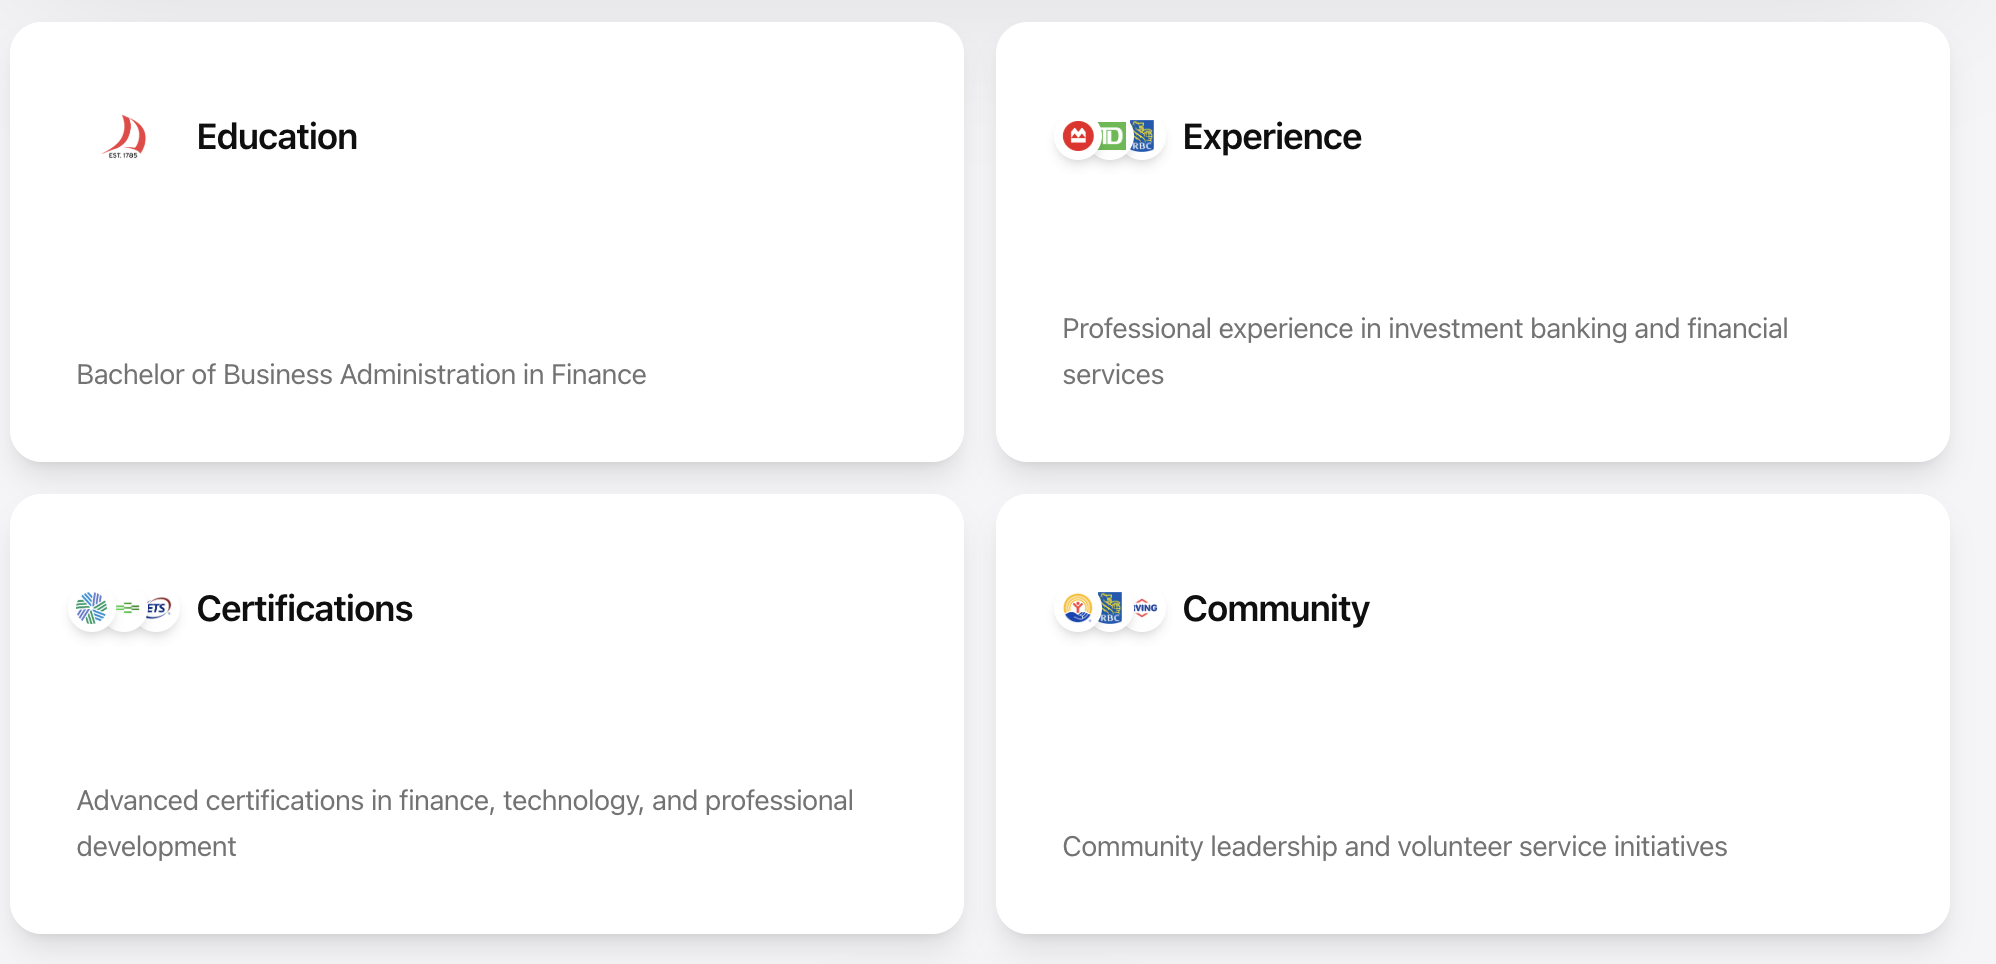 EST. 1785
Education
TD
RBC
Experience
Bachelor of Business Administration in Finance
Professional experience in investment banking and financial
services
ETS
Certifications
RBC
IVING
Community
Advanced certifications in finance, technology, and professional
development
Community leadership and volunteer service initiatives